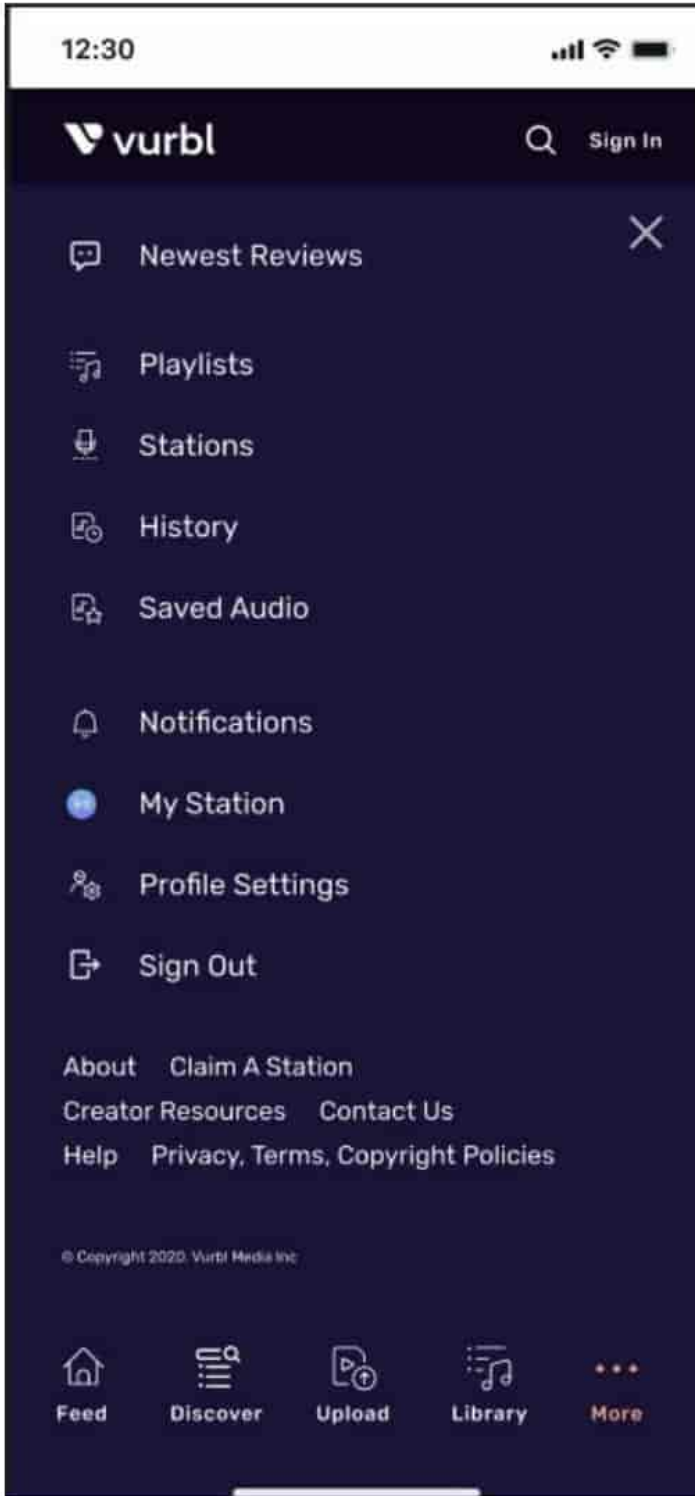 12:30
vurbl Sign In
Newest Reviews
Playlists
Stations
History
Saved Audio
Notifications
My Station
Profile Settings
Sign Out
About Claim A Station
Creator Resources Contact Us
Help Privacy, Terms, Copyright Policies
© Copyright 2020. Vurbl Media Inc
Feed Discover Upload Library More